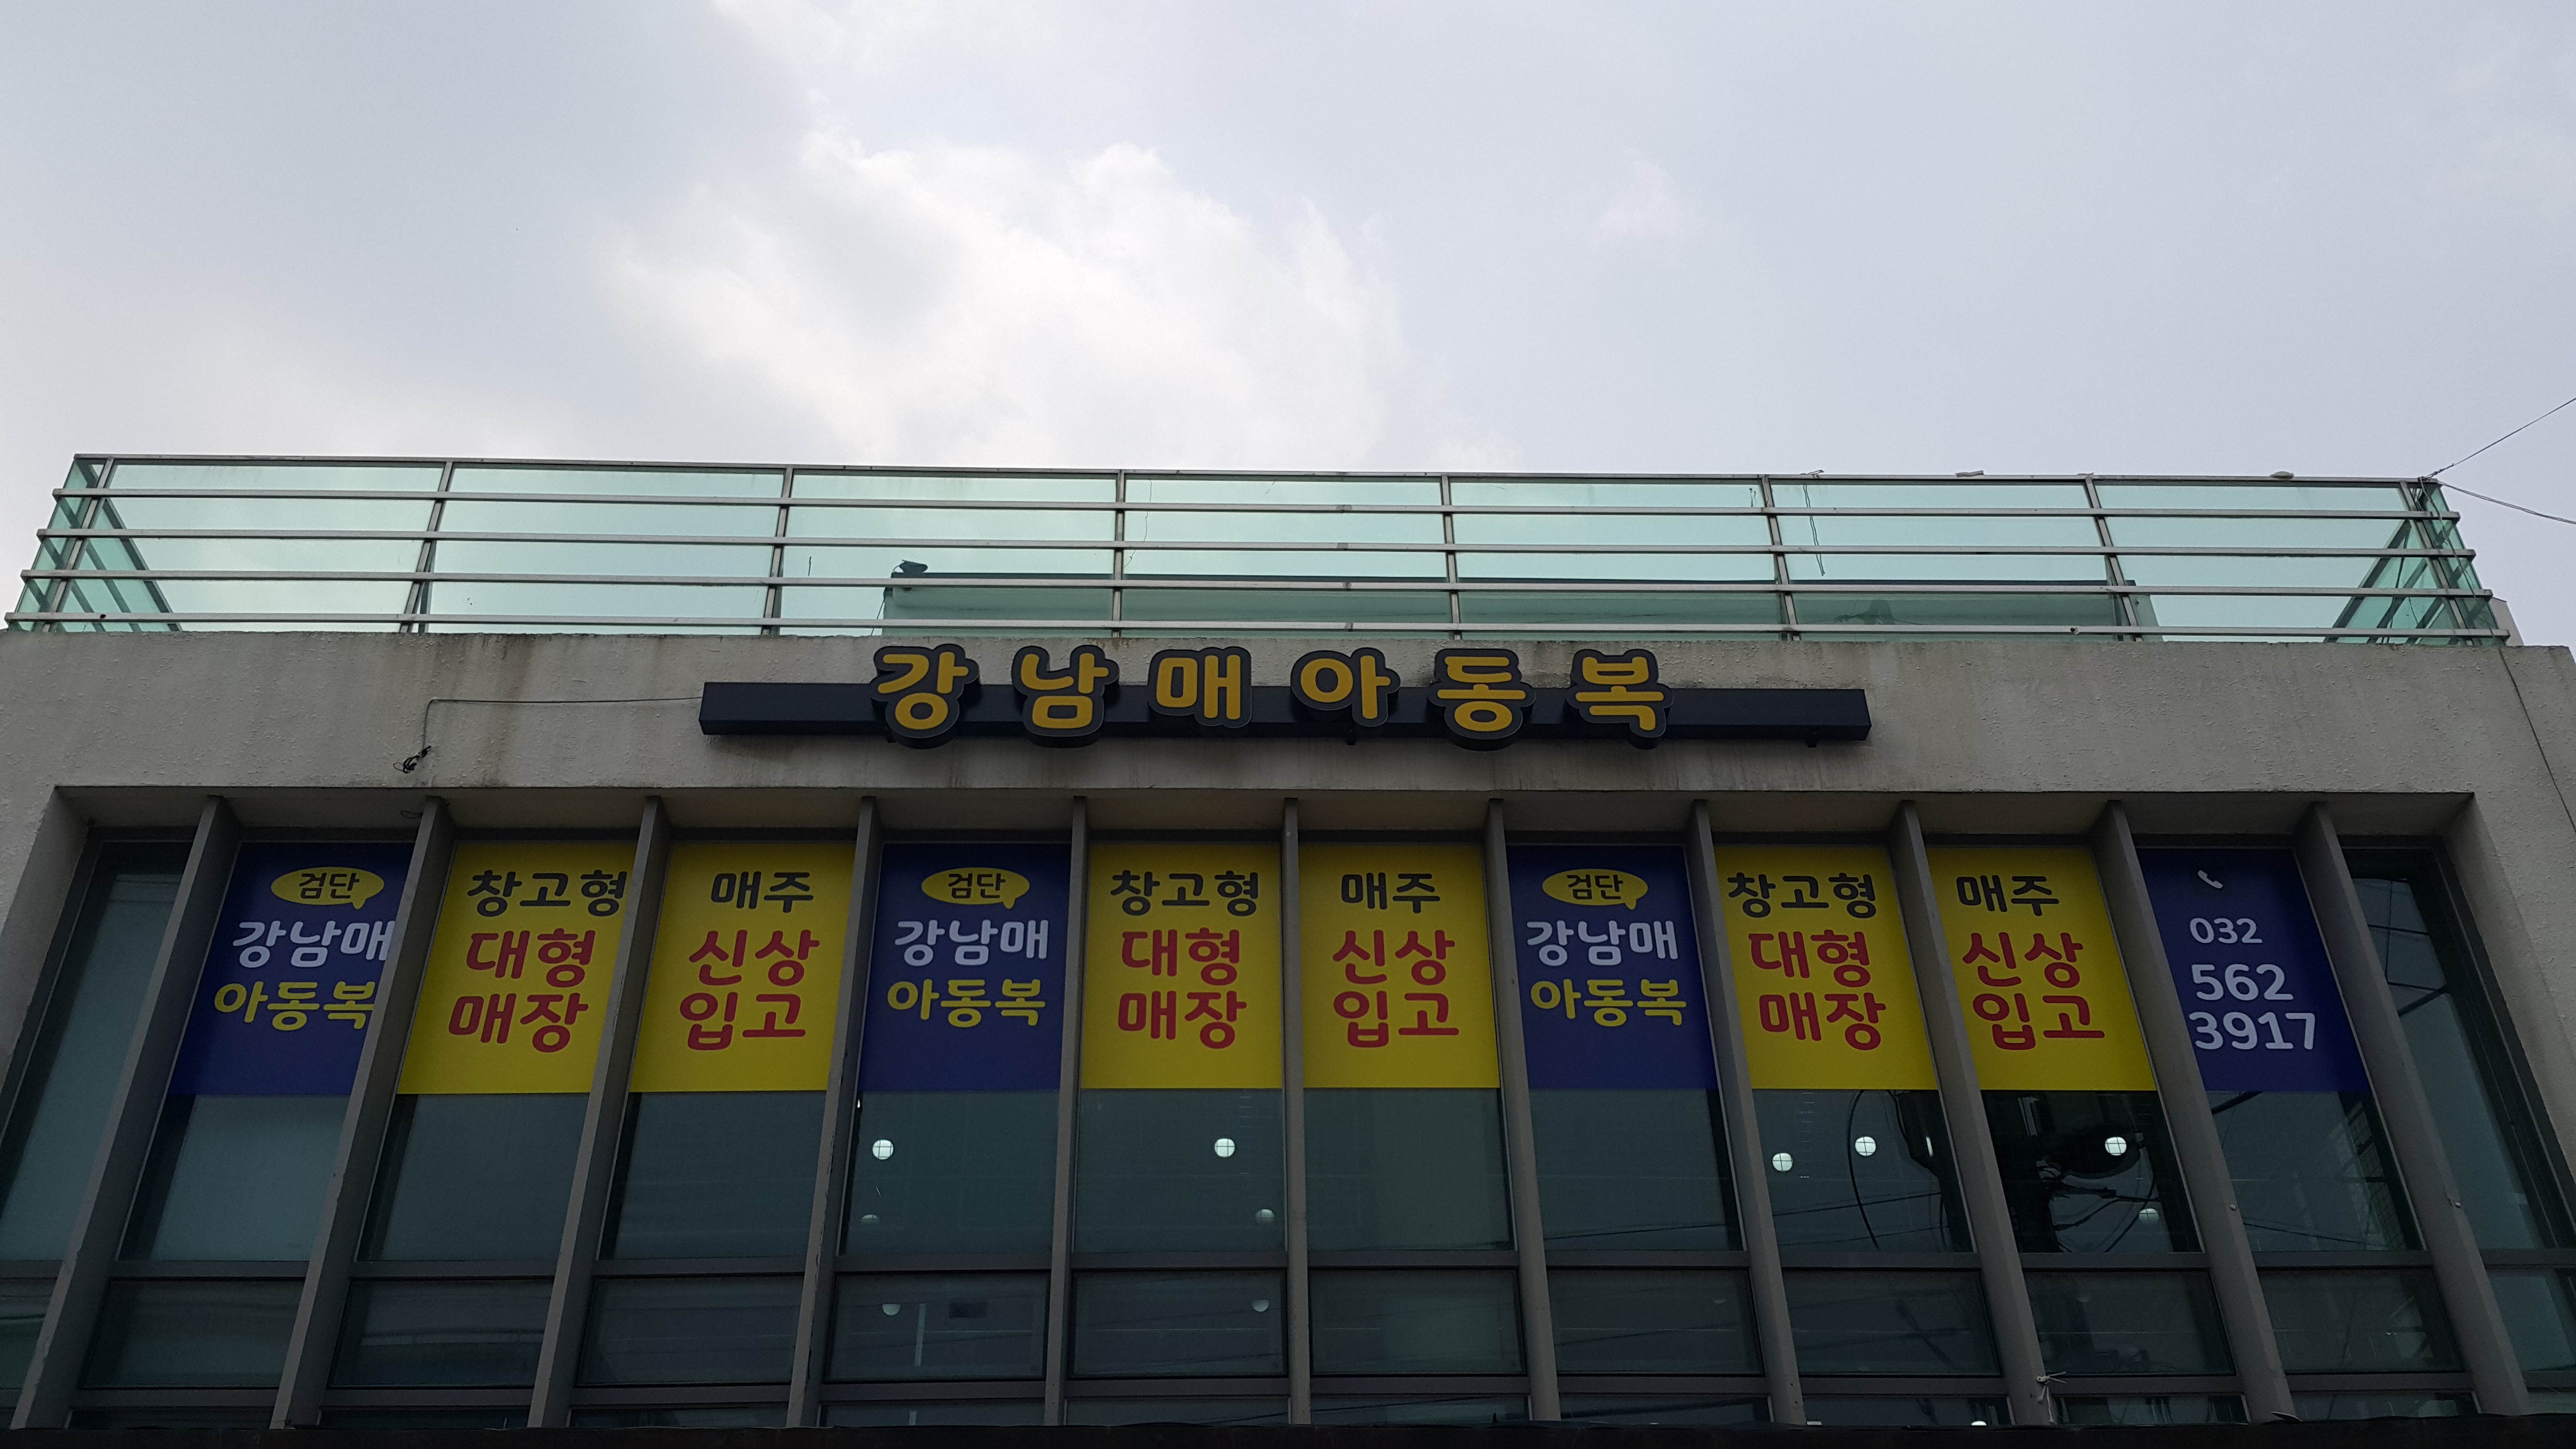 강남매아동복
검단
강남매
아동복
창고형
대형
매장
매주
신상
입고
검단
강남매
아동복
창고형
대형
매장
매주
신상
입고
검단
강남매
아동복
창고형
대형
매장
매주
신상
입고
032
562
3917